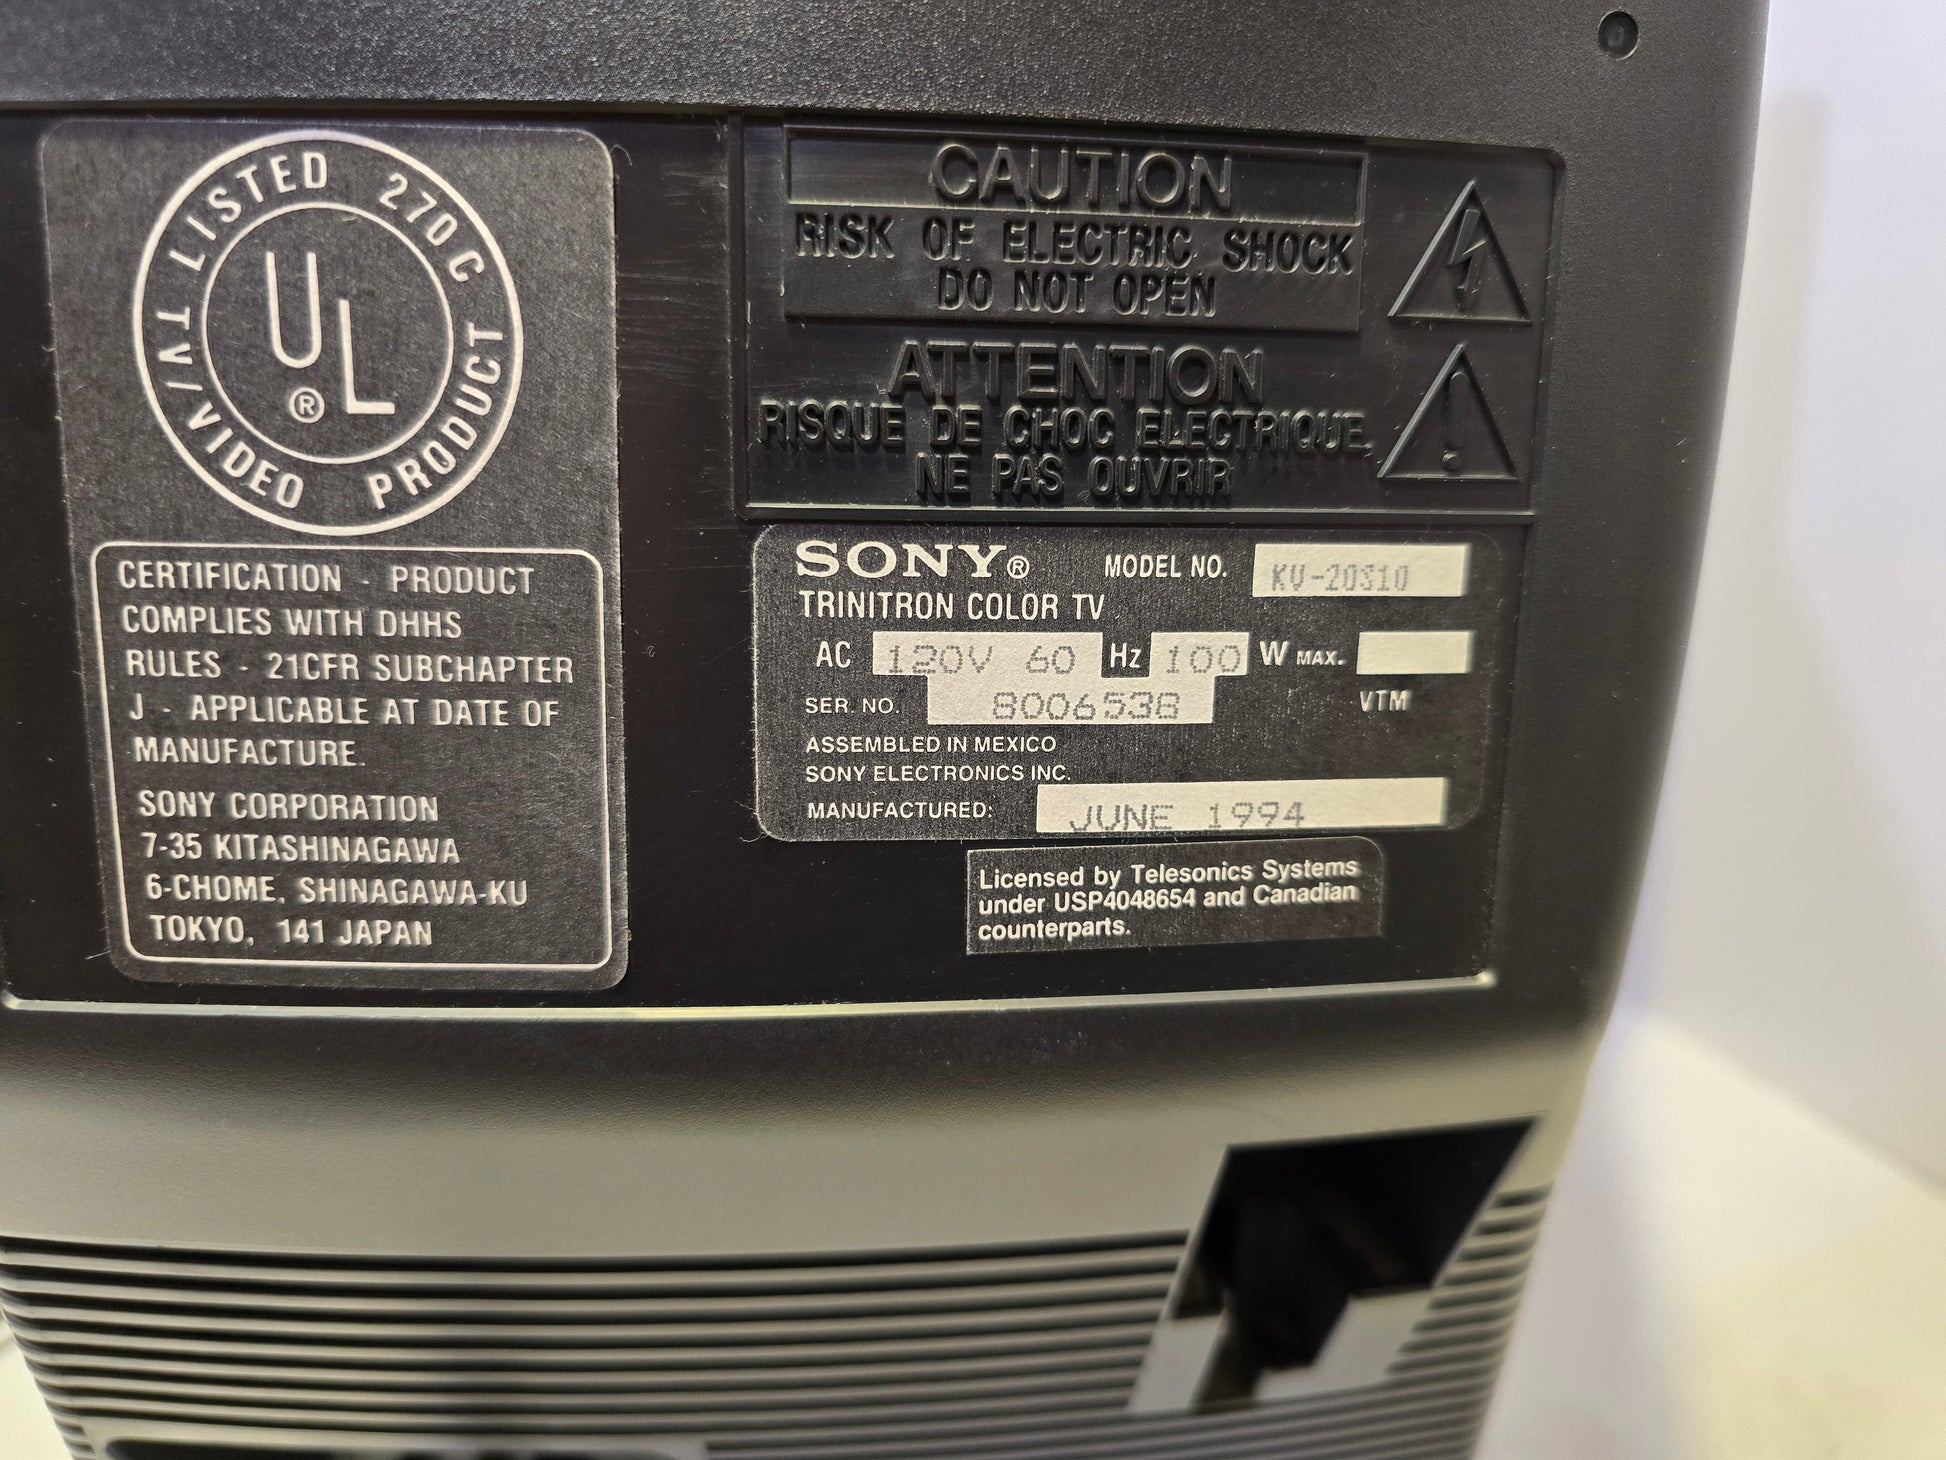 LISTED 270C
TV/VIDEO PRODUCT
UL
®
CERTIFICATION - PRODUCT
COMPLIES WITH DHHS
RULES - 21CFR SUBCHAPTER
J - APPLICABLE AT DATE OF
MANUFACTURE.
SONY CORPORATION
7-35 KITASHINAGAWA
6-CHOME, SHINAGAWA-KU
TOKYO, 141 JAPAN
CAUTION
RISK OF ELECTRIC SHOCK
DO NOT OPEN
ATTENTION
RISQUE DE CHOC ELECTRIQUE,
NE PAS OUVRIR
SONY® MODEL NO. KV-20S10
TRINITRON COLOR TV
AC 120V 60 Hz 100 W MAX.
SER. NO. 8006538 VTM
ASSEMBLED IN MEXICO
SONY ELECTRONICS INC.
MANUFACTURED: JUNE 1994
Licensed by Telesonics Systems
under USP4048654 and Canadian
counterparts.